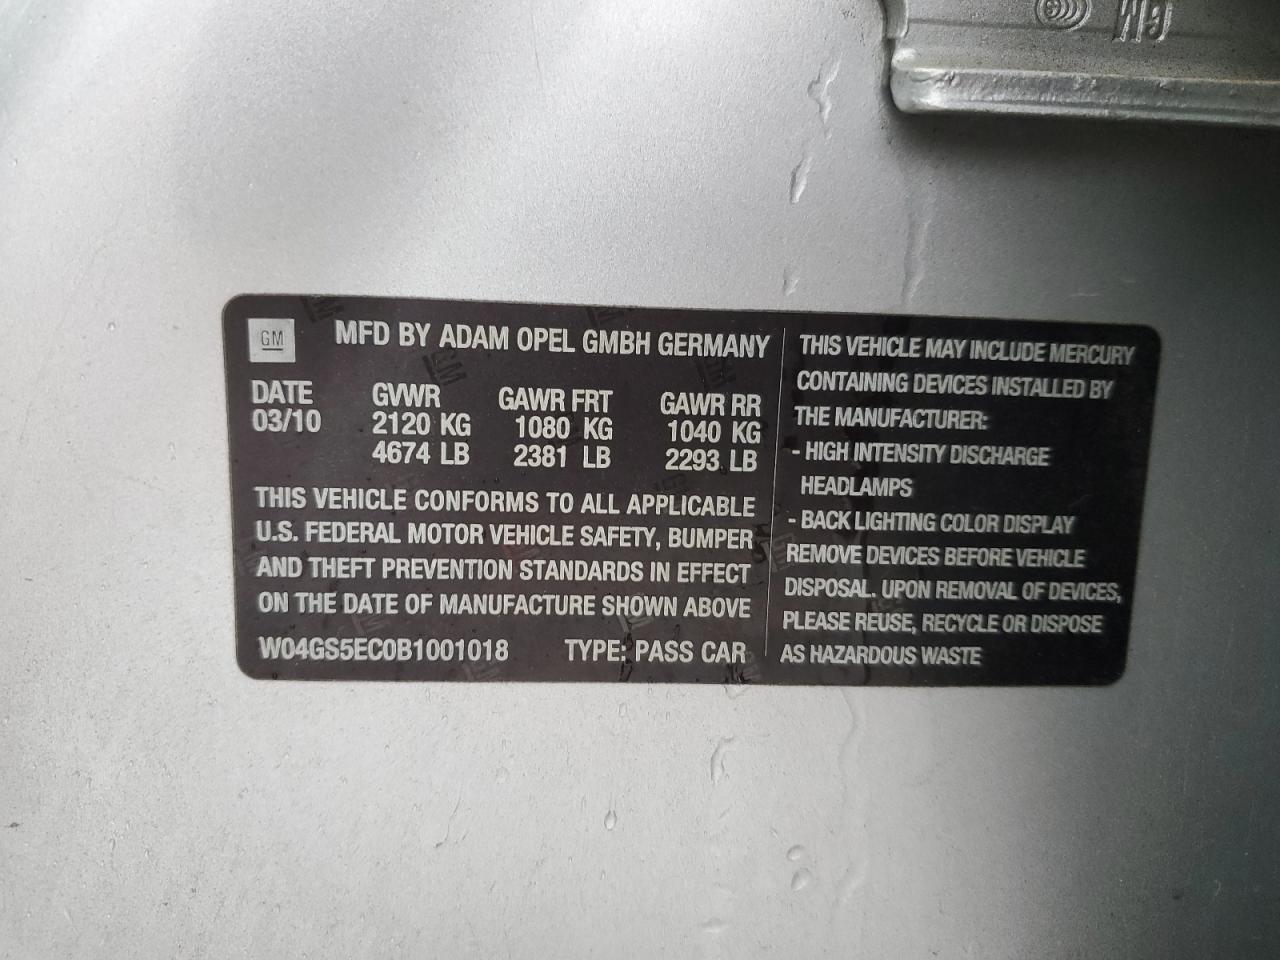 GM
GM
MFD BY ADAM OPEL GMBH GERMANY
DATE GVWR GAWR FRT GAWR RR
03/10 2120 KG 1080 KG 1040 KG
4674 LB 2381 LB 2293 LB
THIS VEHICLE CONFORMS TO ALL APPLICABLE
U.S. FEDERAL MOTOR VEHICLE SAFETY, BUMPER
AND THEFT PREVENTION STANDARDS IN EFFECT
ON THE DATE OF MANUFACTURE SHOWN ABOVE
W04GS5EC0B1001018 TYPE: PASS CAR
THIS VEHICLE MAY INCLUDE MERCURY
CONTAINING DEVICES INSTALLED BY
THE MANUFACTURER:
- HIGH INTENSITY DISCHARGE
HEADLAMPS
- BACK LIGHTING COLOR DISPLAY
REMOVE DEVICES BEFORE VEHICLE
DISPOSAL. UPON REMOVAL OF DEVICES,
PLEASE REUSE, RECYCLE OR DISPOSE
AS HAZARDOUS WASTE